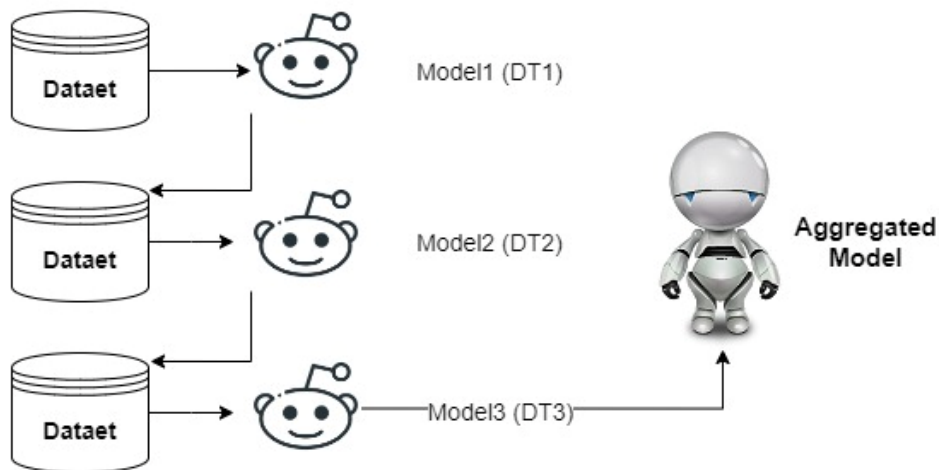 Dataet
Model1 (DT1)
Dataet
Model2 (DT2)
Aggregated
Model
Dataet
Model3 (DT3)